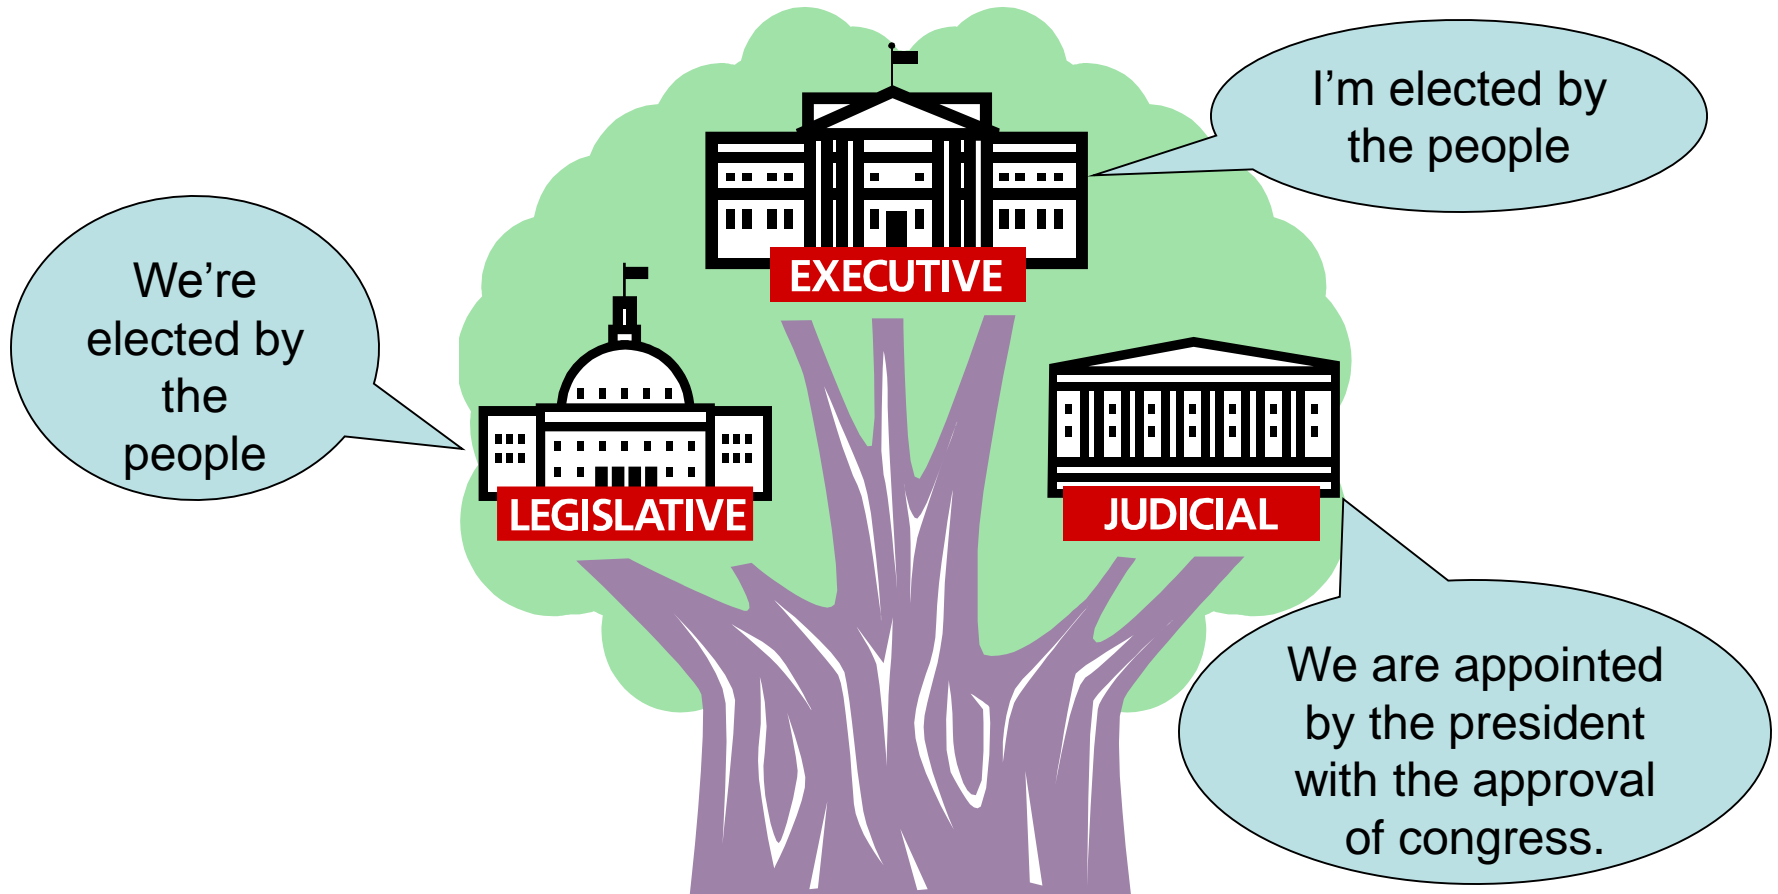 I’m elected by
the people
EXECUTIVE
We’re
elected by
the
people
LEGISLATIVE
JUDICIAL
We are appointed
by the president
with the approval
of congress.